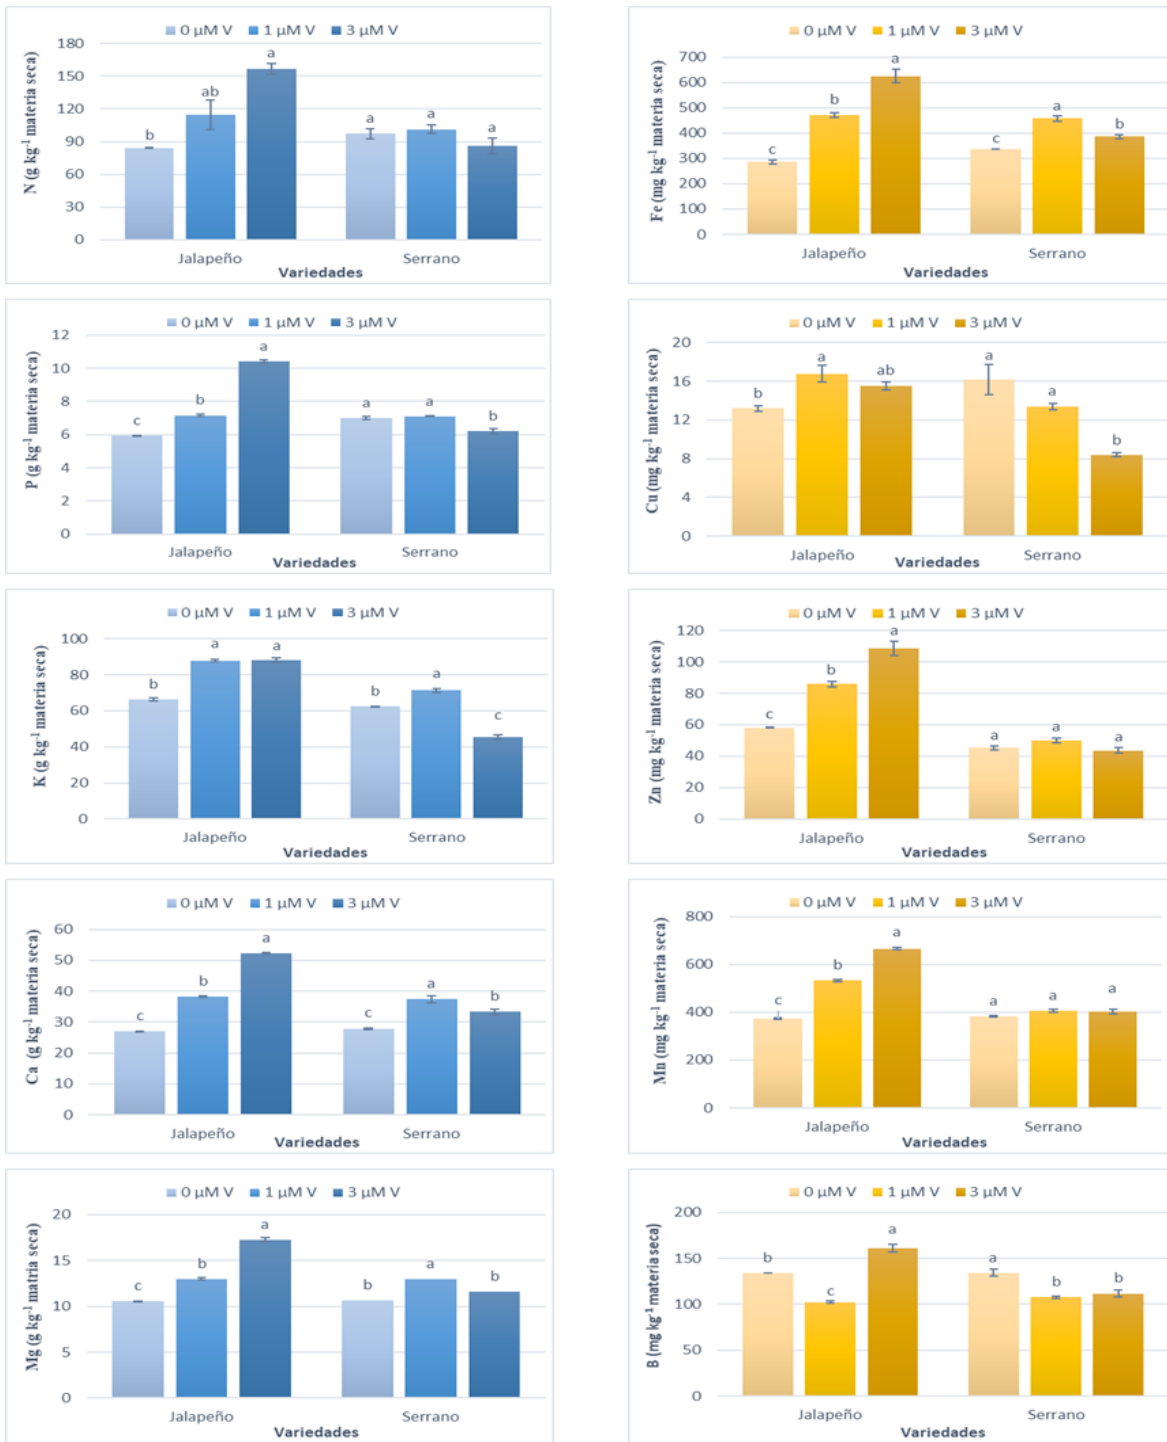 0 µM V 1 µM V 3 µM V
N (g kg-1 materia seca)
180
150
120
90
60
30
0
b ab a a a a
Jalapeño Serrano
Variedades
0 µM V 1 µM V 3 µM V
Fe (mg kg-1 materia seca)
700
600
500
400
300
200
100
0
c b a c a b
Jalapeño Serrano
Variedades
0 µM V 1 µM V 3 µM V
P (g kg-1 materia seca)
12
10
8
6
4
2
0
c b a a a b
Jalapeño Serrano
Variedades
0 µM V 1 µM V 3 µM V
Cu (mg kg-1 materia seca)
20
16
12
8
4
0
b a ab a a b
Jalapeño Serrano
Variedades
0 µM V 1 µM V 3 µM V
K (g kg-1 materia seca)
100
80
60
40
20
0
b a a b a c
Jalapeño Serrano
Variedades
0 µM V 1 µM V 3 µM V
Zn (mg kg-1 materia seca)
120
100
80
60
40
20
0
c b a a a a
Jalapeño Serrano
Variedades
0 µM V 1 µM V 3 µM V
Ca (g kg-1 materia seca)
60
50
40
30
20
10
0
c b a c a b
Jalapeño Serrano
Variedades
0 µM V 1 µM V 3 µM V
Mn (mg kg-1 materia seca)
800
600
400
200
0
c b a a a a
Jalapeño Serrano
Variedades
0 µM V 1 µM V 3 µM V
Mg (g kg-1 matria seca)
20
15
10
5
0
c b a b a b
Jalapeño Serrano
Variedades
0 µM V 1 µM V 3 µM V
B (mg kg-1 materia seca)
200
150
100
50
0
b c a a b b
Jalapeño Serrano
Variedades